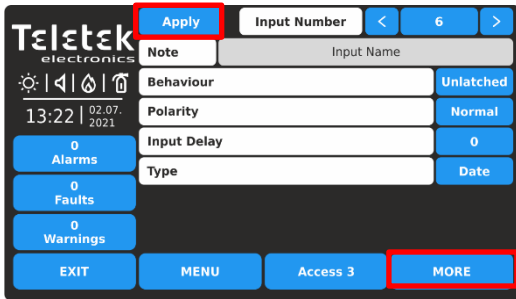 Teletek
electronics
Apply
Input Number
<
6
>
Note
Input Name
Behaviour
Unlatched
13:22
02.07.
2021
Polarity
Normal
Input Delay
0
0
Alarms
Type
Date
0
Faults
0
Warnings
EXIT
MENU
Access 3
MORE